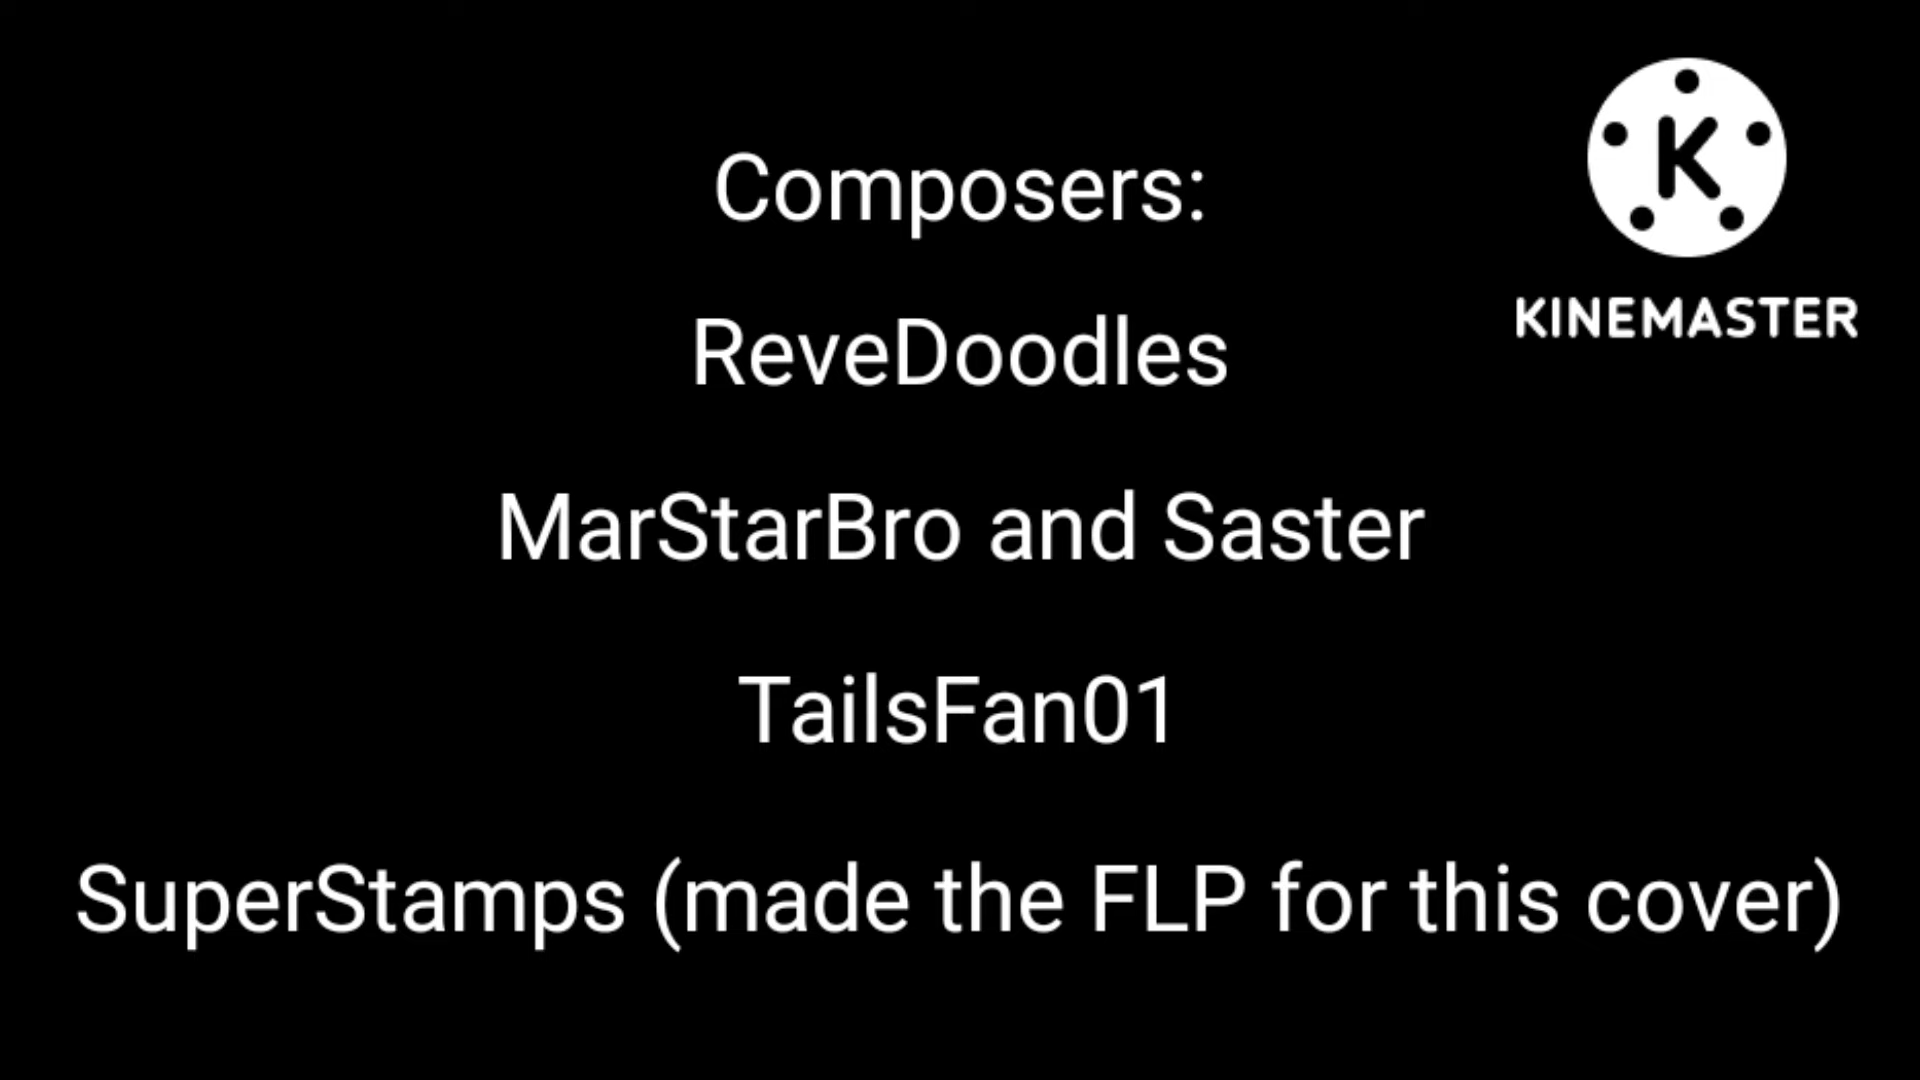 Composers:
ReveDoodles
MarStarBro and Saster
TailsFan01
SuperStamps (made the FLP for this cover)
K
KINEMASTER